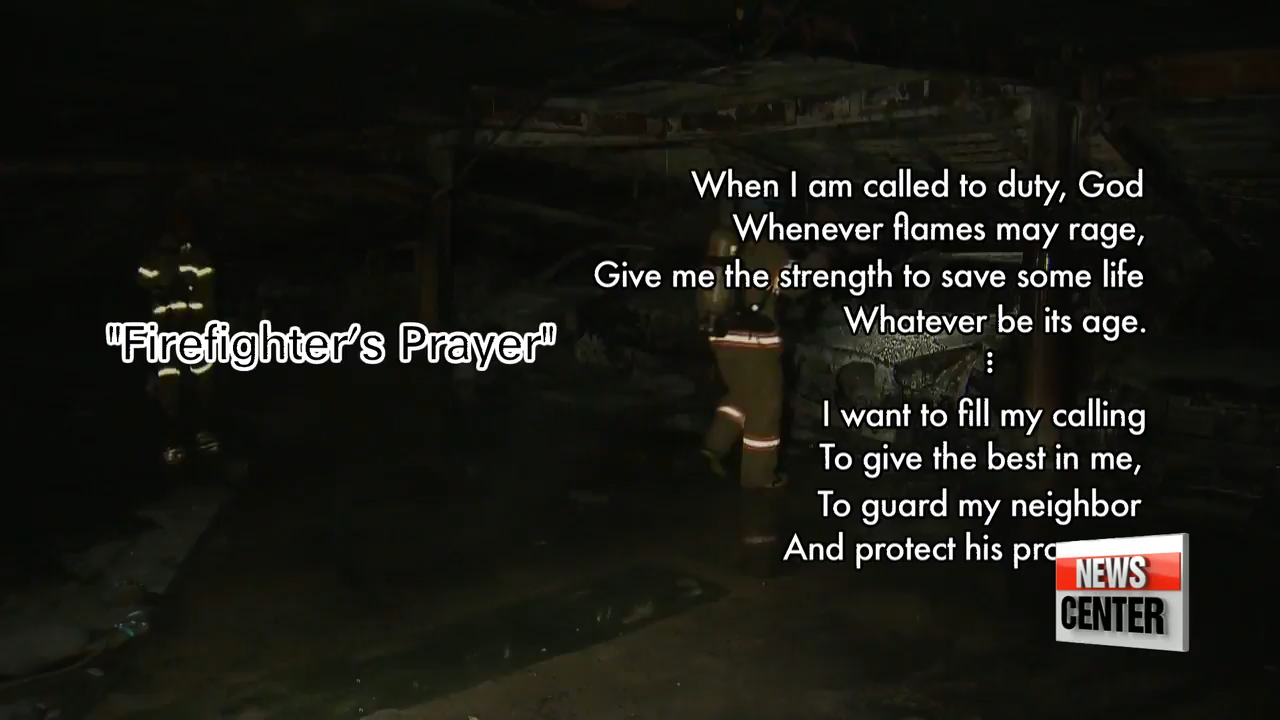 "Firefighter's Prayer"
When I am called to duty, God
Whenever flames may rage,
Give me the strength to save some life
Whatever be its age.
⋮
I want to fill my calling
To give the best in me,
To guard my neighbor
And protect his
NEWS
CENTER